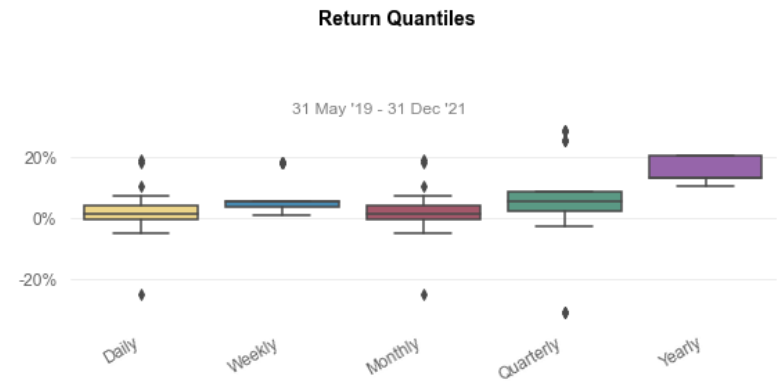 Return Quantiles
31 May '19 - 31 Dec '21
20%
0%
-20%
Daily
Weekly
Monthly
Quarterly
Yearly